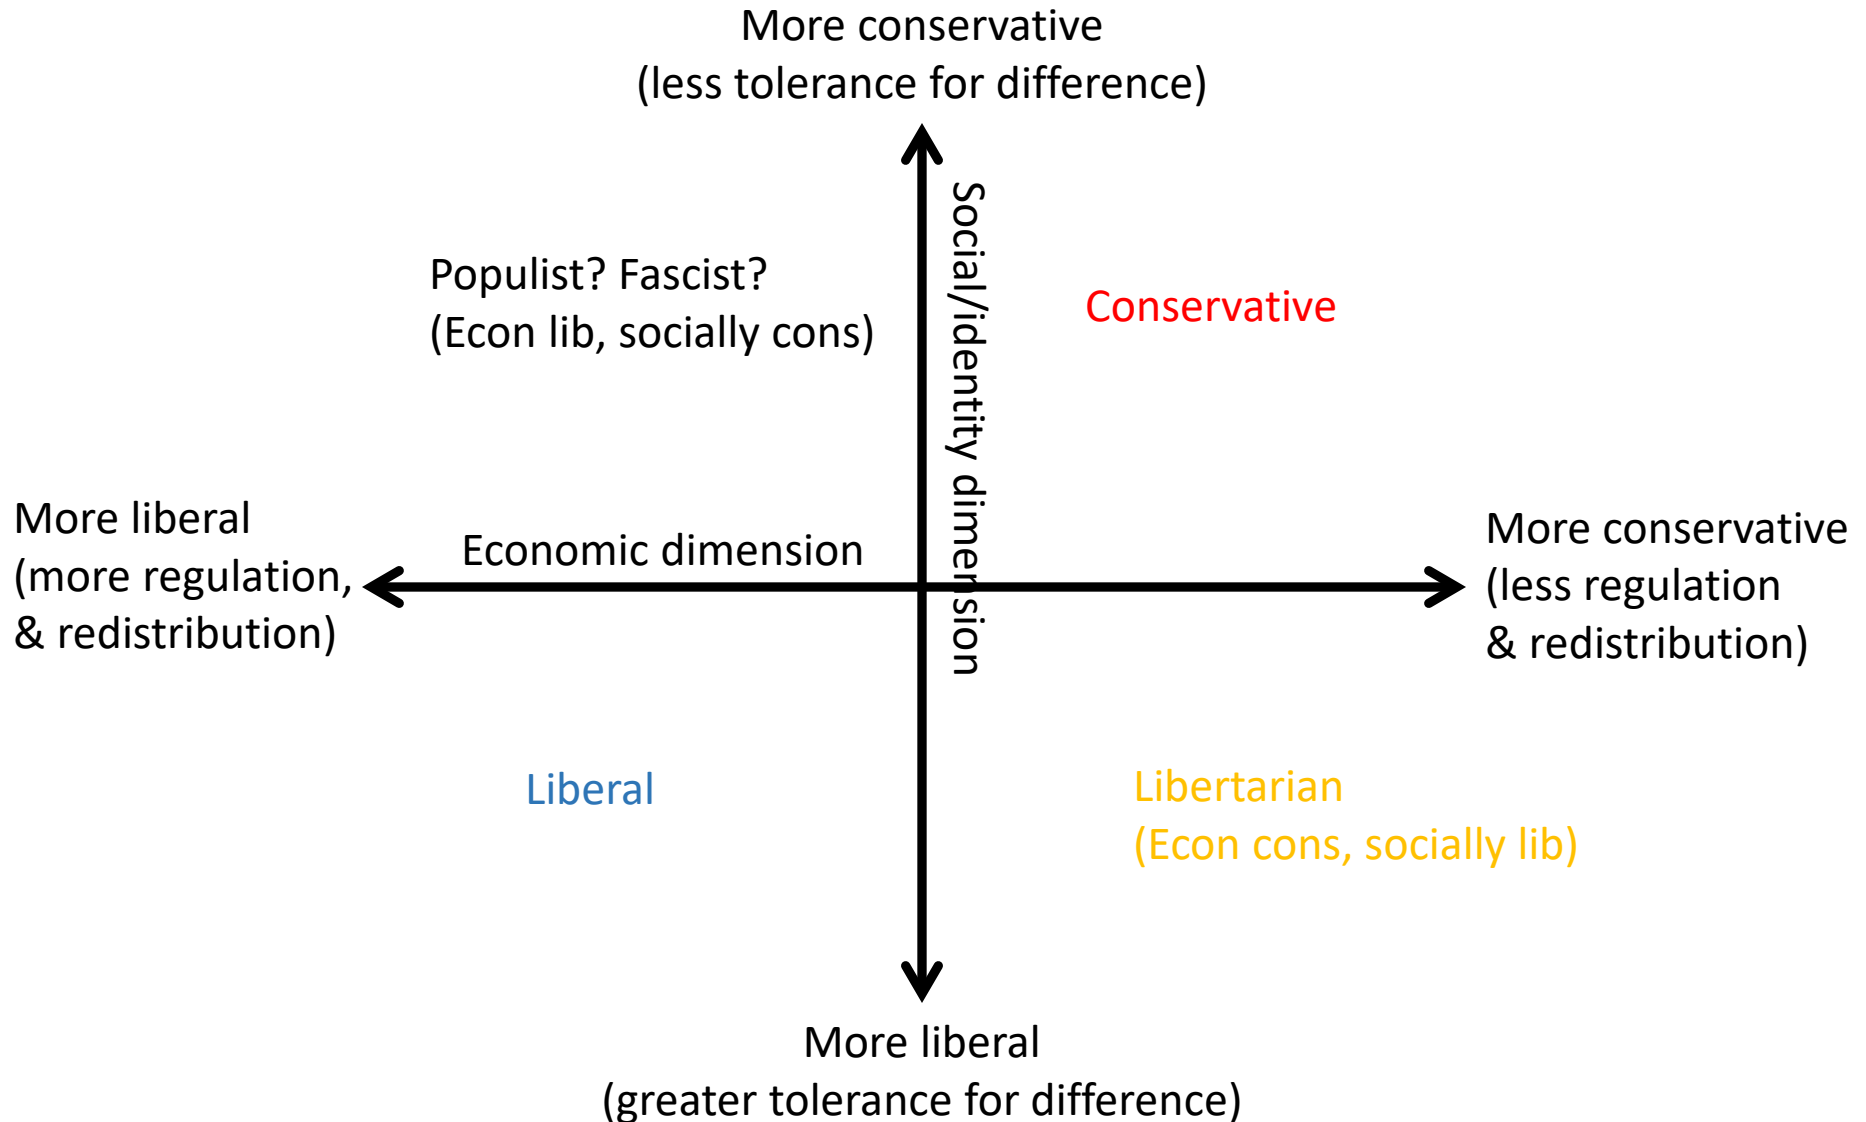 More conservative
(less tolerance for difference)
Social/identity dimension
Populist? Fascist?
(Econ lib, socially cons)
Conservative
More liberal
(more regulation,
& redistribution)
Economic dimension
More conservative
(less regulation
& redistribution)
Liberal
Libertarian
(Econ cons, socially lib)
More liberal
(greater tolerance for difference)